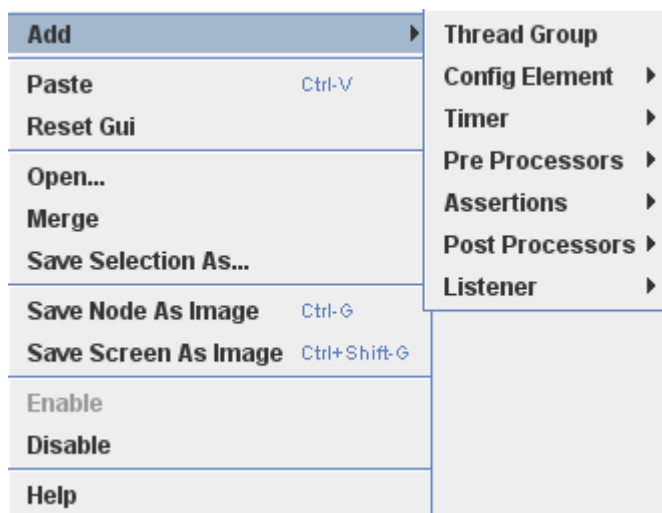 Add
Paste Ctrl-V
Reset Gui
Open...
Merge
Save Selection As...
Save Node As Image Ctrl-G
Save Screen As Image Ctrl+Shift-G
Enable
Disable
Help
Thread Group
Config Element
Timer
Pre Processors
Assertions
Post Processors
Listener